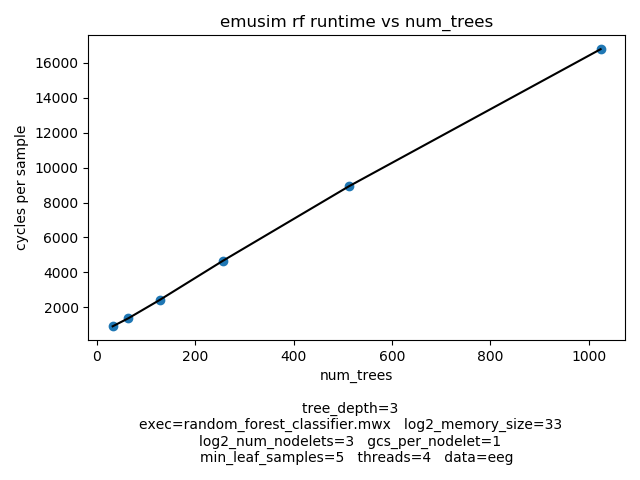 emusim rf runtime vs num_trees
16000
14000
12000
10000
8000
6000
4000
2000
cycles per sample
0 200 400 600 800 1000
num_trees
tree_depth=3
exec=random_forest_classifier.mwx log2_memory_size=33
log2_num_nodelets=3 gcs_per_nodelet=1
min_leaf_samples=5 threads=4 data=eeg